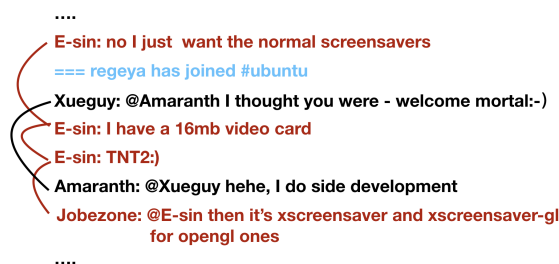 ....
E-sin: no I just  want the normal screensavers
=== regeya has joined #ubuntu
Xueguy: @Amaranth I thought you were - welcome mortal:-)
E-sin: I have a 16mb video card
E-sin: TNT2:)
Amaranth: @Xueguy hehe, I do side development
Jobezone: @E-sin then it’s xscreensaver and xscreensaver-gl
for opengl ones
....